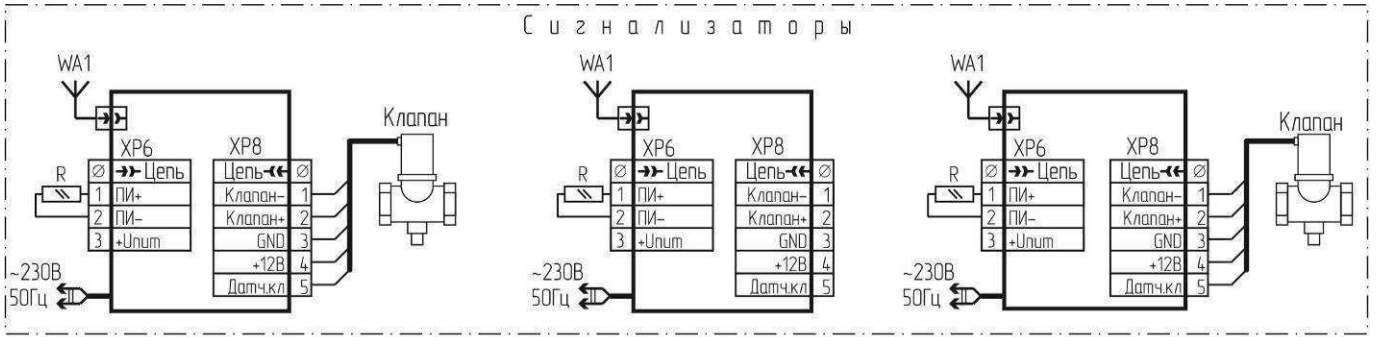 Сигнализаторы
WA1
XP6
XP8
Клапан
Ø
Цепь
Цепь
Ø
R
1
ПИ+
Клапан-
1
2
ПИ-
Клапан+
2
3
+Uпит
GND
3
+12В
4
Датч.кл
5
~230В
50Гц
WA1
XP6
XP8
Ø
Цепь
Цепь
Ø
R
1
ПИ+
Клапан-
1
2
ПИ-
Клапан+
2
3
+Uпит
GND
3
+12В
4
Датч.кл
5
~230В
50Гц
WA1
XP6
XP8
Клапан
Ø
Цепь
Цепь
Ø
R
1
ПИ+
Клапан-
1
2
ПИ-
Клапан+
2
3
+Uпит
GND
3
+12В
4
Датч.кл
5
~230В
50Гц